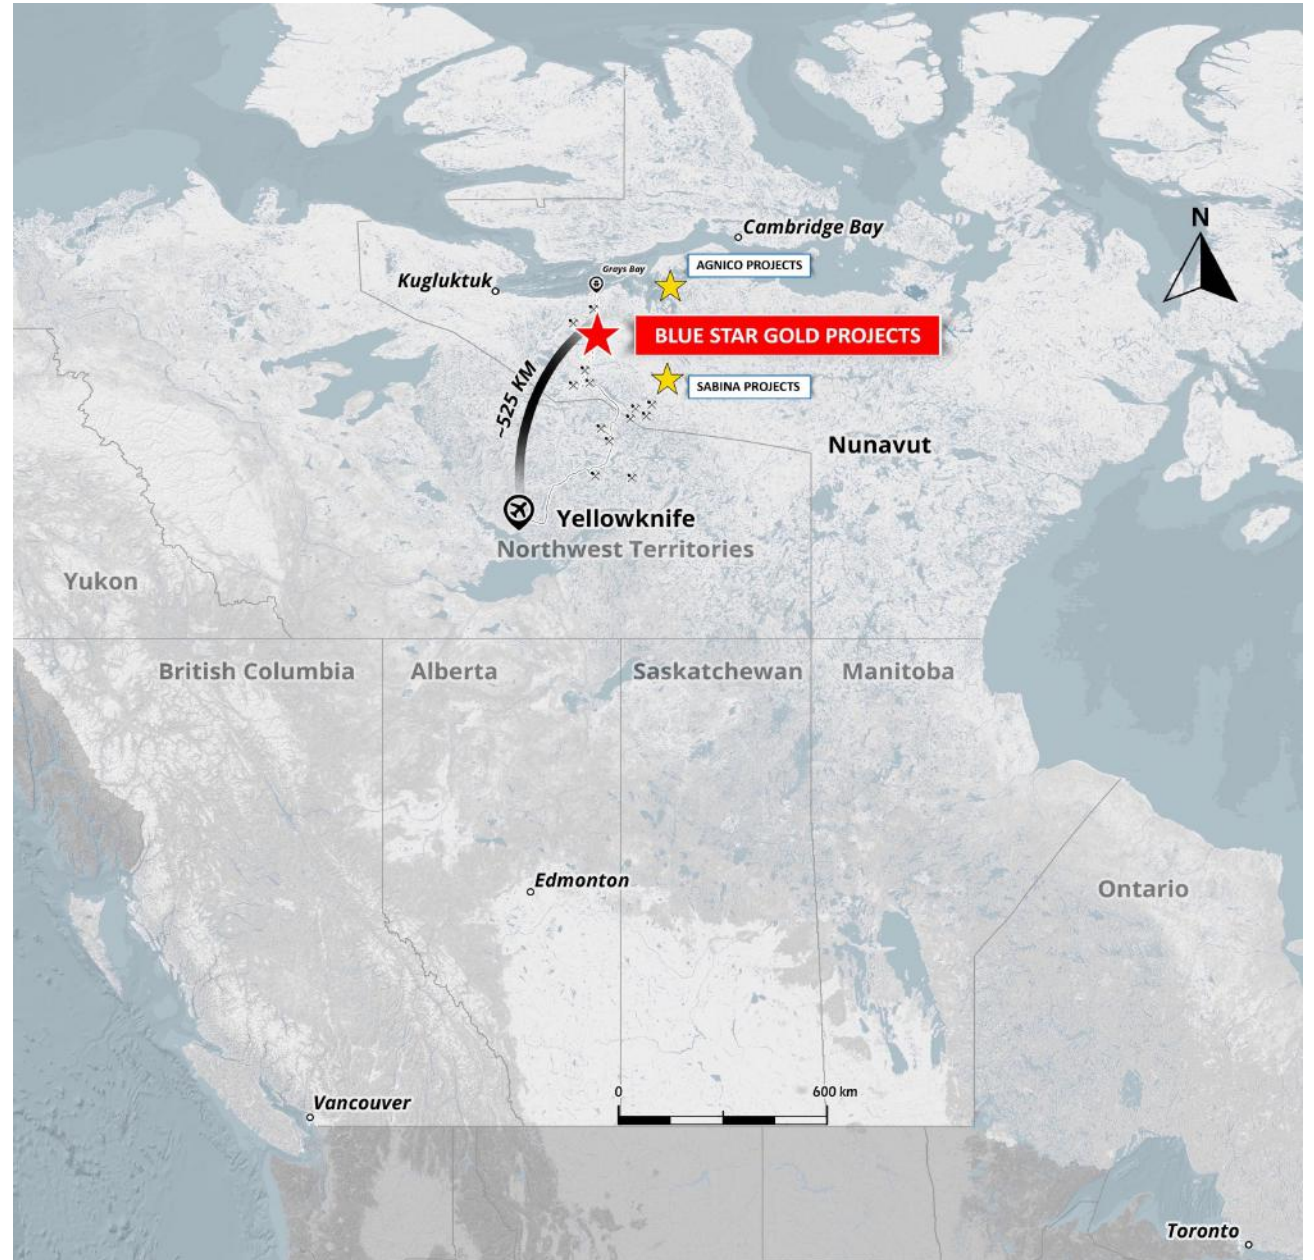 N
Cambridge Bay
AGNICO PROJECTS
Grays Bay
Kugluktuk
BLUE STAR GOLD PROJECTS
SABINA PROJECTS
~525 KM
Nunavut
Yellowknife
Northwest Territories
Yukon
British Columbia
Alberta
Saskatchewan
Manitoba
Edmonton
Ontario
0
600 km
Vancouver
Toronto